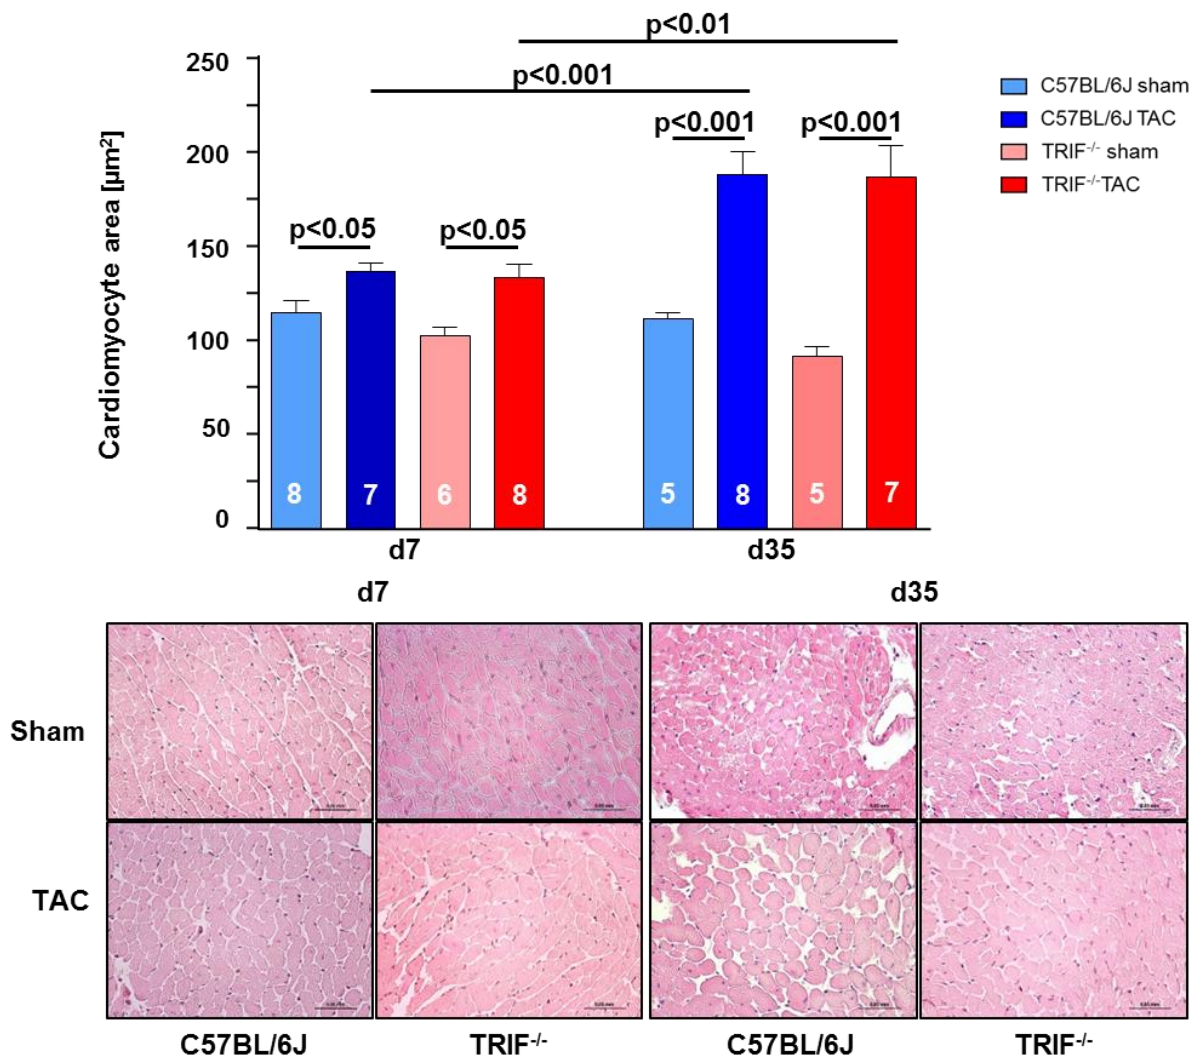 p<0.01
p<0.001
p<0.001 p<0.001
p<0.05 p<0.05
Cardiomyocyte area [µm²]
250
200
150
100
50
0
8 7 6 8 5 8 5 7
d7 d35
C57BL/6J sham
C57BL/6J TAC
TRIF-/- sham
TRIF-/-TAC
d7 d35
Sham
TAC
C57BL/6J TRIF-/- C57BL/6J TRIF-/-